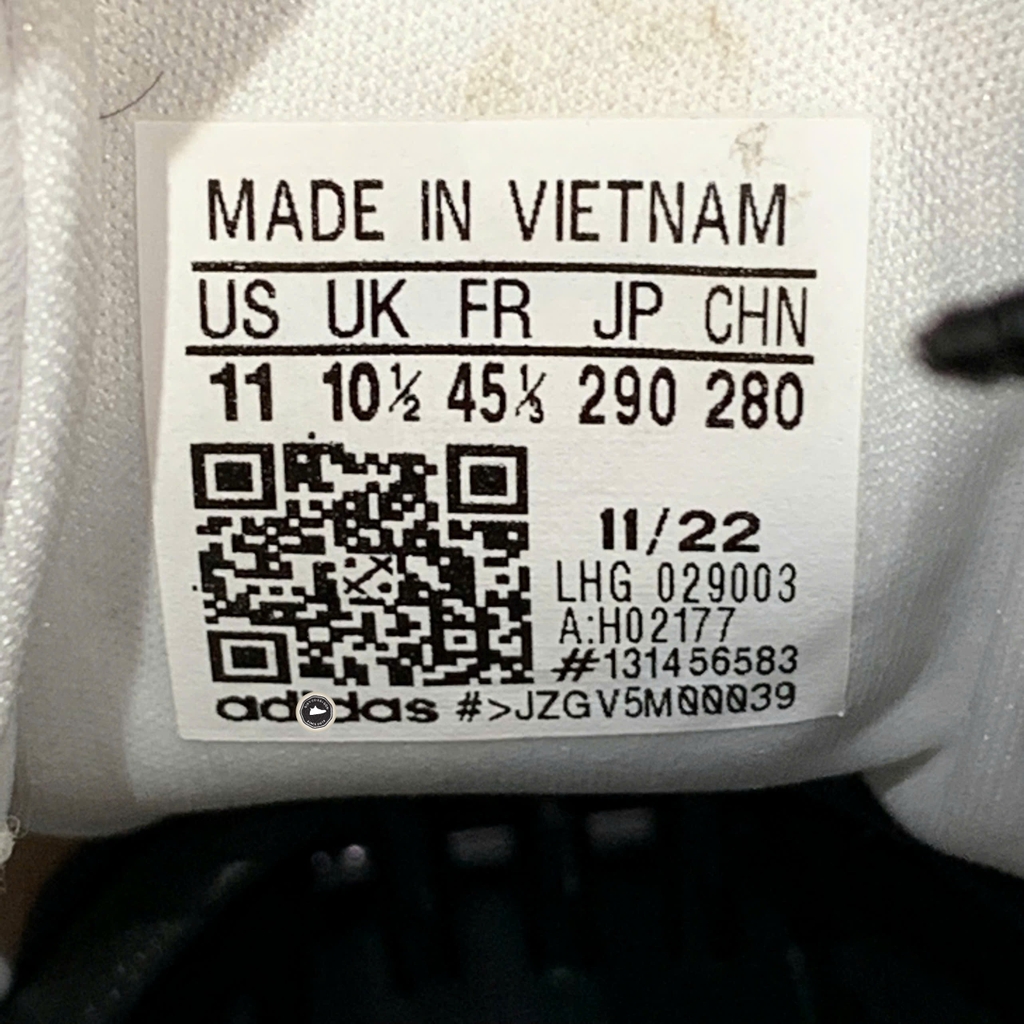 MADE IN VIETNAM
US UK FR JP CHN
11 10½ 45⅓ 290 280
11/22
LHG 029003
A:H02177
#131456583
adidas #>JZGV5M00039